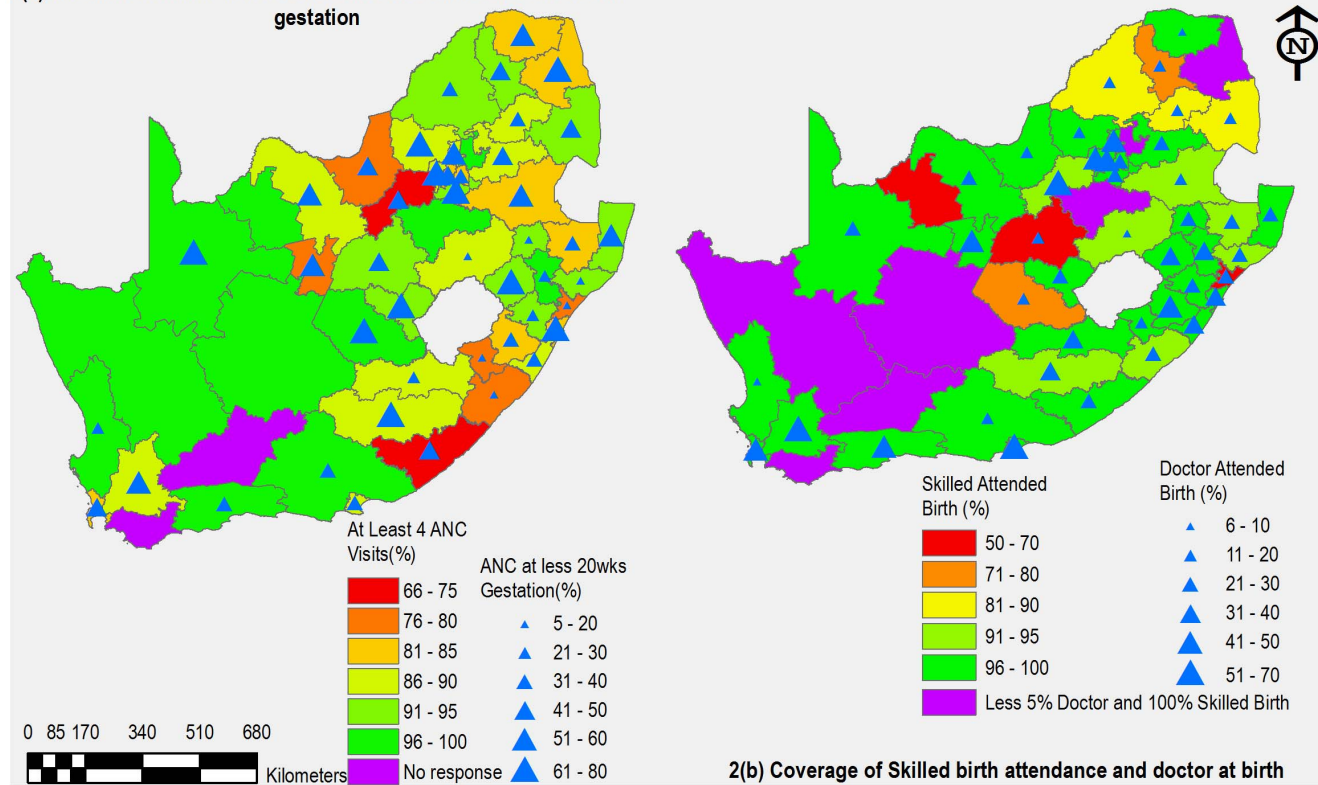 gestation
N
At Least 4 ANC
Visits(%)
66 - 75
76 - 80
81 - 85
86 - 90
91 - 95
96 - 100
No response
ANC at less 20wks
Gestation(%)
5 - 20
21 - 30
31 - 40
41 - 50
51 - 60
61 - 80
0 85 170 340 510 680
Kilometers
Skilled Attended
Birth (%)
50 - 70
71 - 80
81 - 90
91 - 95
96 - 100
Less 5% Doctor and 100% Skilled Birth
Doctor Attended
Birth (%)
6 - 10
11 - 20
21 - 30
31 - 40
41 - 50
51 - 70
2(b) Coverage of Skilled birth attendance and doctor at birth